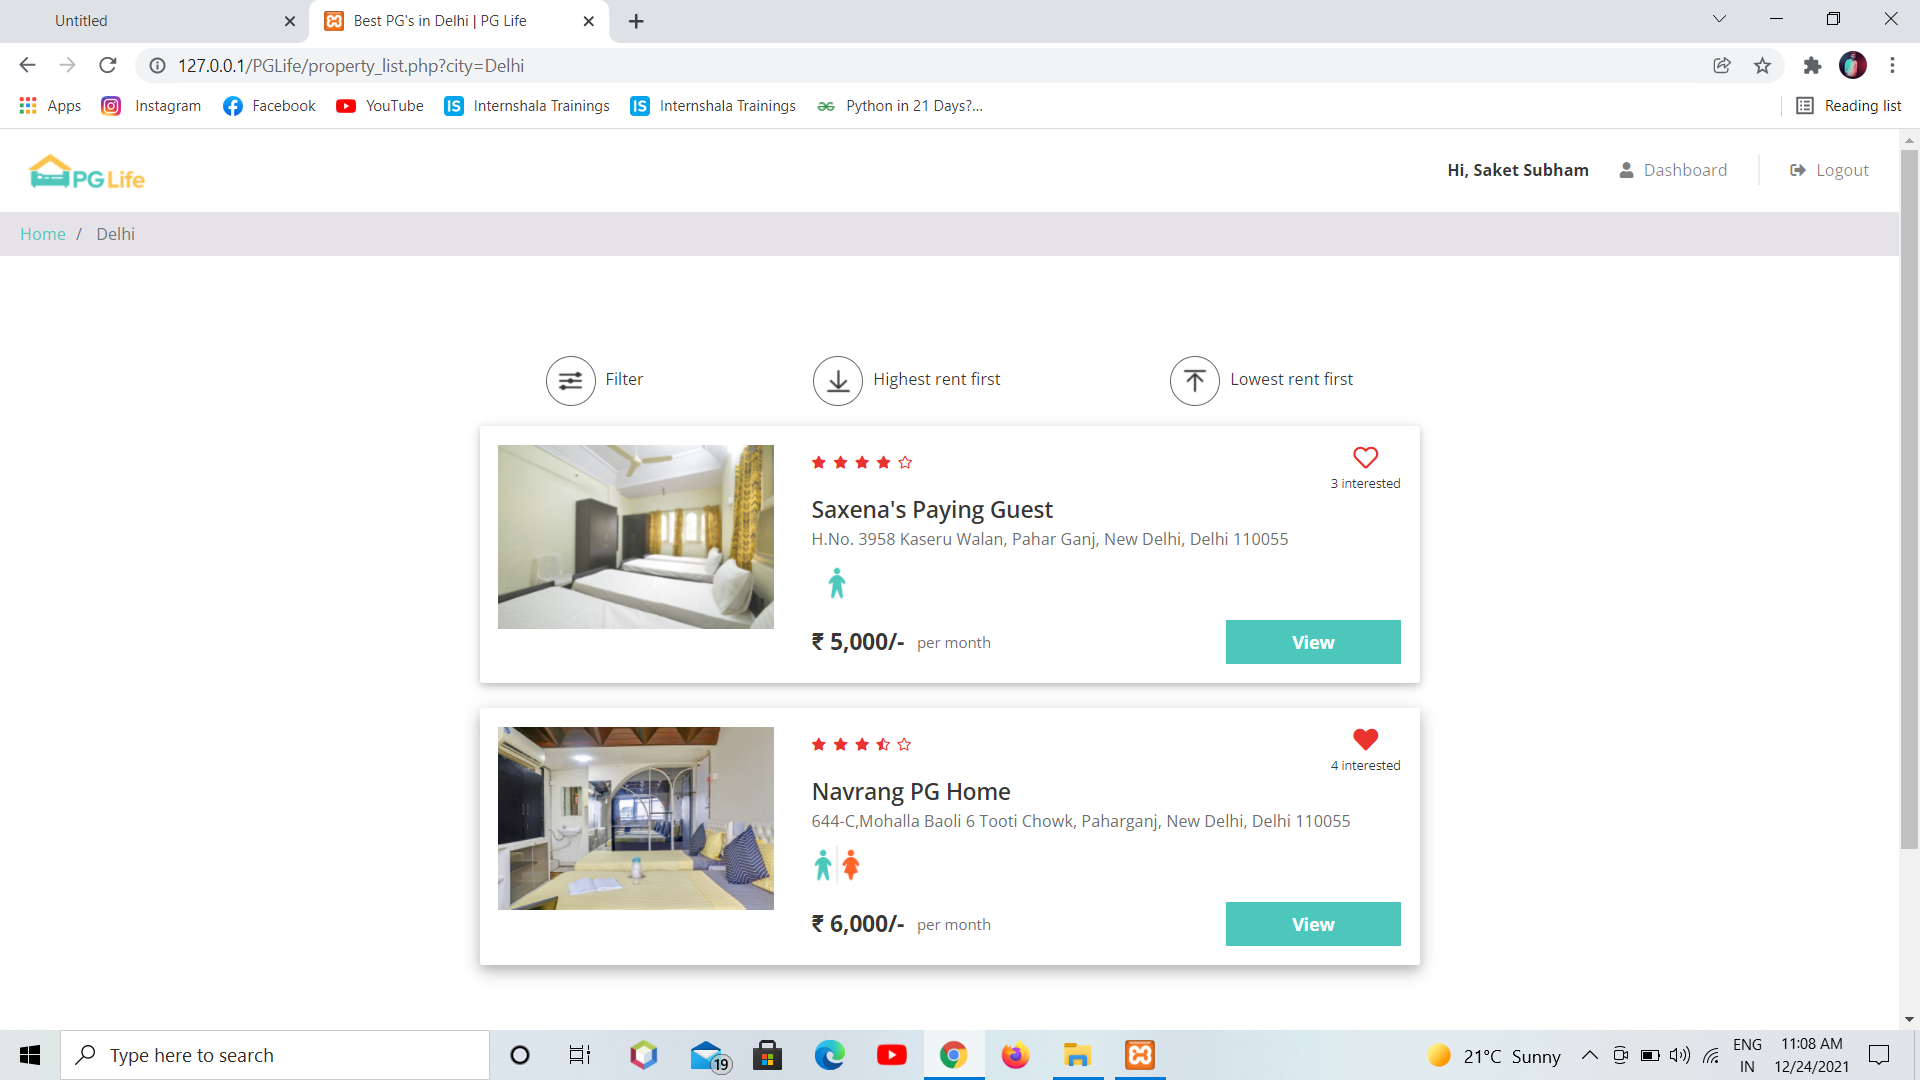 Untitled
Best PG's in Delhi | PG Life
127.0.0.1/PGLife/property_list.php?city=Delhi
Apps Instagram Facebook YouTube IS Internshala Trainings IS Internshala Trainings Python in 21 Days?... Reading list
PG Life
Hi, Saket Subham Dashboard Logout
Home / Delhi
Filter Highest rent first Lowest rent first
3 interested
Saxena's Paying Guest
H.No. 3958 Kaseru Walan, Pahar Ganj, New Delhi, Delhi 110055
₹ 5,000/- per month View
4 interested
Navrang PG Home
644-C,Mohalla Baoli 6 Tooti Chowk, Paharganj, New Delhi, Delhi 110055
₹ 6,000/- per month View
Type here to search
19
21°C Sunny
ENG
IN
11:08 AM
12/24/2021